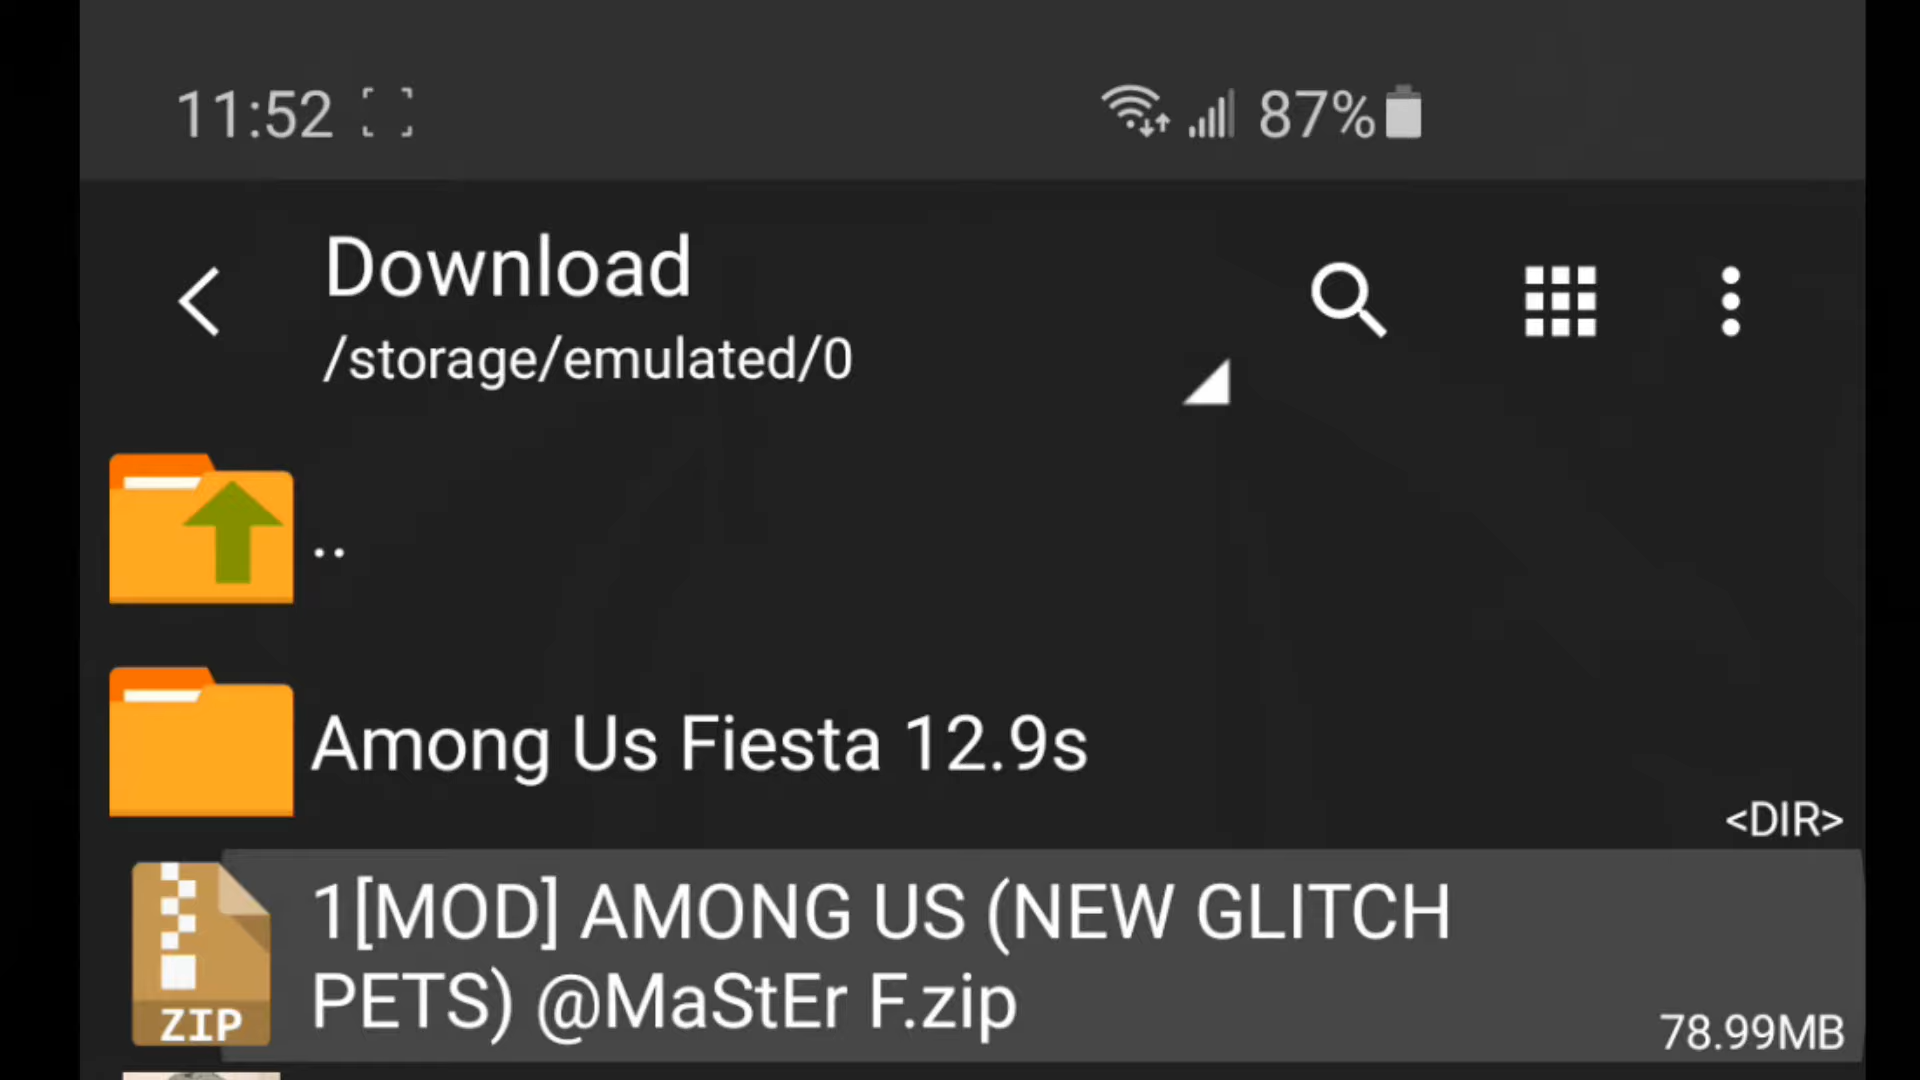 11:52 87%
Download
/storage/emulated/0
..
Among Us Fiesta 12.9s
<DIR>
1[MOD] AMONG US (NEW GLITCH
PETS) @MaStEr F.zip
ZIP
78.99MB